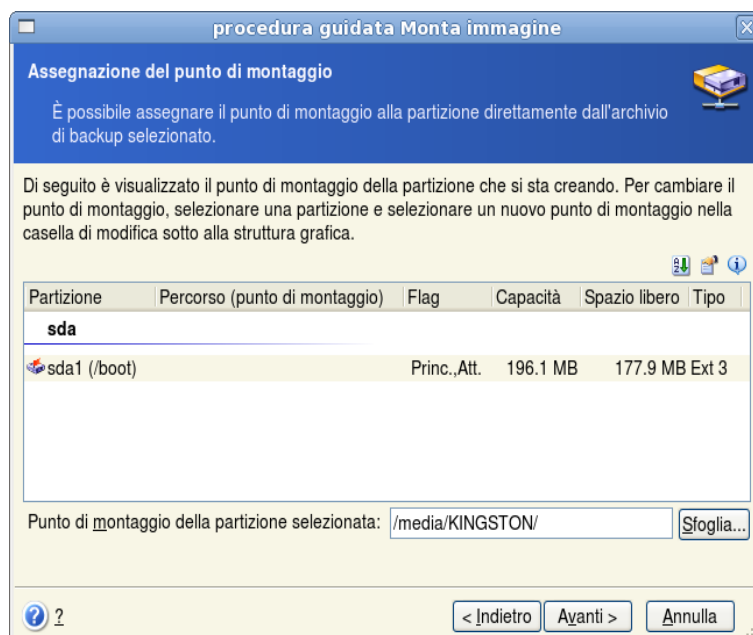 procedura guidata Monta immagine
Assegnazione del punto di montaggio
È possibile assegnare il punto di montaggio alla partizione direttamente dall'archivio
di backup selezionato.
Di seguito è visualizzato il punto di montaggio della partizione che si sta creando. Per cambiare il
punto di montaggio, selezionare una partizione e selezionare un nuovo punto di montaggio nella
casella di modifica sotto alla struttura grafica.
Partizione Percorso (punto di montaggio) Flag Capacità Spazio libero Tipo
sda
sda1 (/boot) Princ.,Att. 196.1 MB 177.9 MB Ext 3
Punto di montaggio della partizione selezionata: /media/KINGSTON/ Sfoglia...
? < Indietro Avanti > Annulla